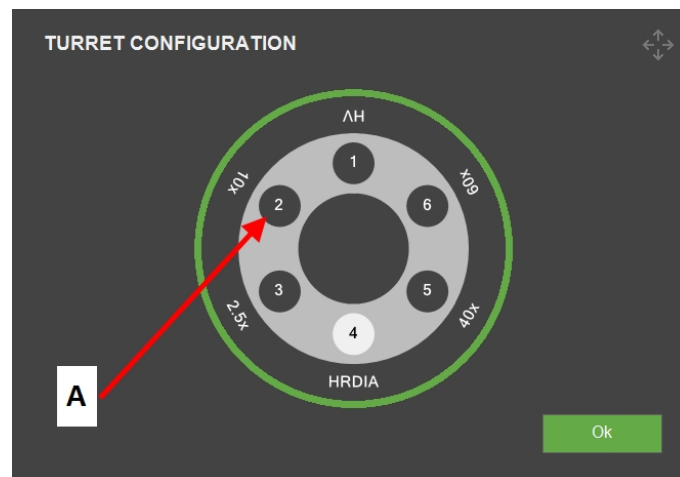 TURRET CONFIGURATION
HV
1
10x
60x
2
6
3
5
2.5x
40x
4
HRDIA
A
Ok